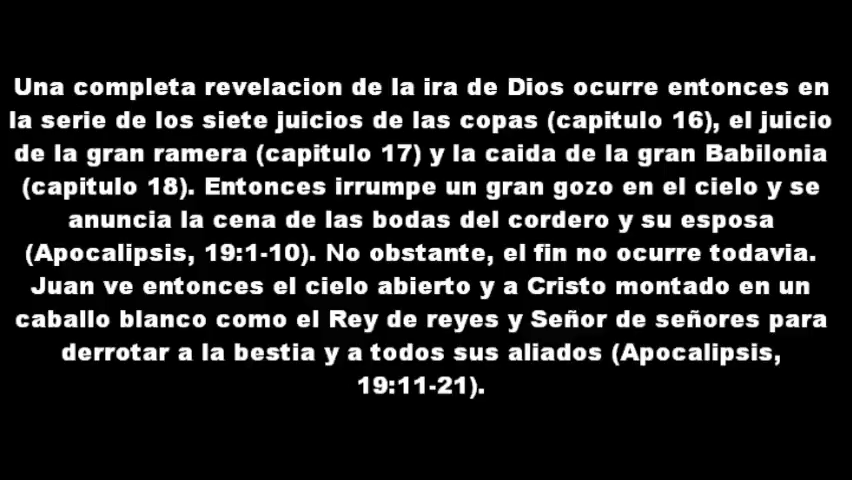 Una completa revelacion de la ira de Dios ocurre entonces en
la serie de los siete juicios de las copas (capitulo 16), el juicio
de la gran ramera (capitulo 17) y la caida de la gran Babilonia
(capitulo 18). Entonces irrumpe un gran gozo en el cielo y se
anuncia la cena de las bodas del cordero y su esposa
(Apocalipsis, 19:1-10). No obstante, el fin no ocurre todavia.
Juan ve entonces el cielo abierto y a Cristo montado en un
caballo blanco como el Rey de reyes y Señor de señores para
derrotar a la bestia y a todos sus aliados (Apocalipsis,
19:11-21).